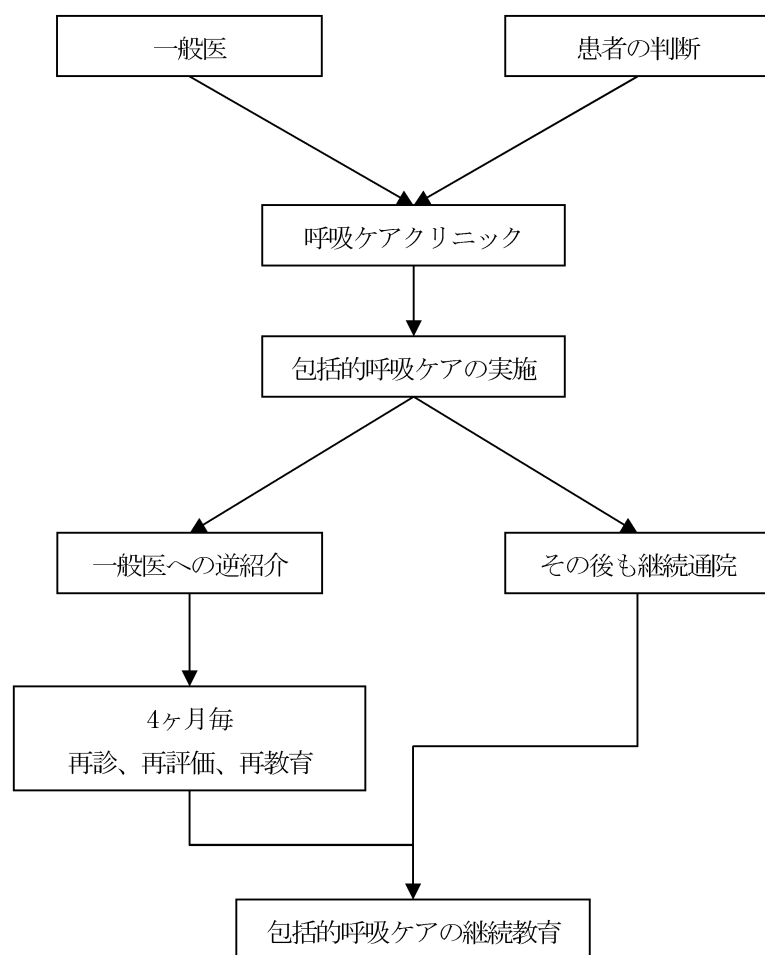 一般医
患者の判断
呼吸ケアクリニック
包括的呼吸ケアの実施
一般医への逆紹介
その後も継続通院
4ヶ月毎
再診、再評価、再教育
包括的呼吸ケアの継続教育